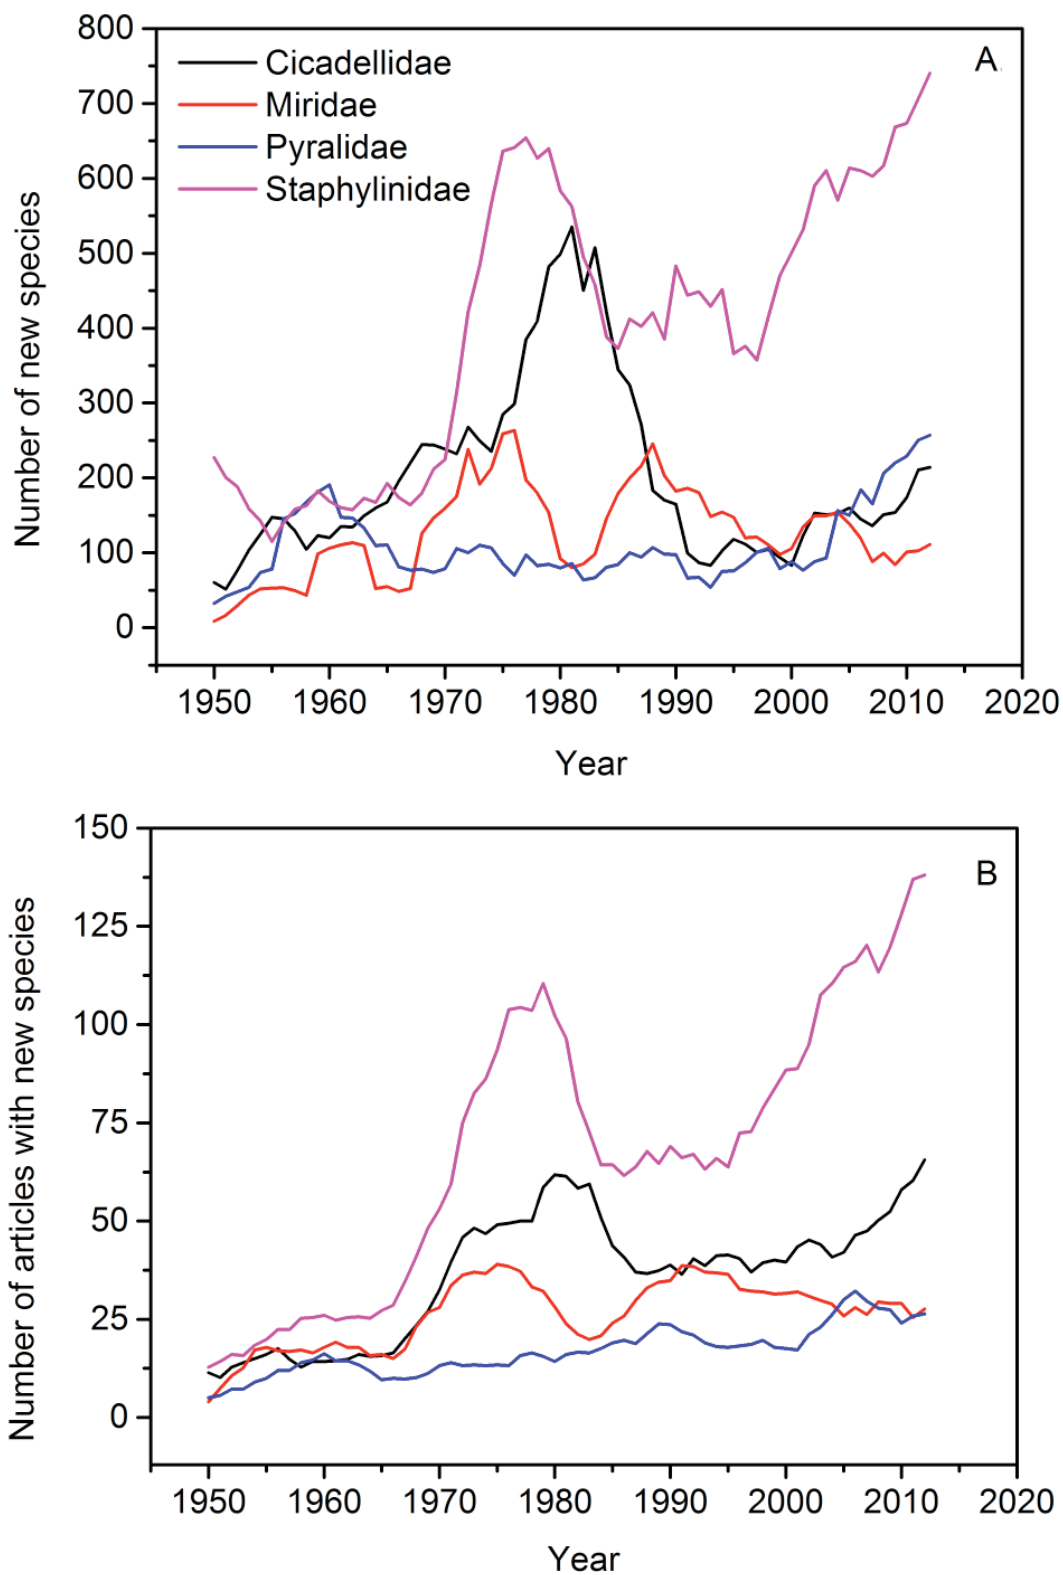 800
700
600
500
400
300
200
100
0
Number of new species
Cicadellidae
Miridae
Pyralidae
Staphylinidae
A
1950 1960 1970 1980 1990 2000 2010 2020
Year
150
125
100
75
50
25
0
Number of articles with new species
B
1950 1960 1970 1980 1990 2000 2010 2020
Year